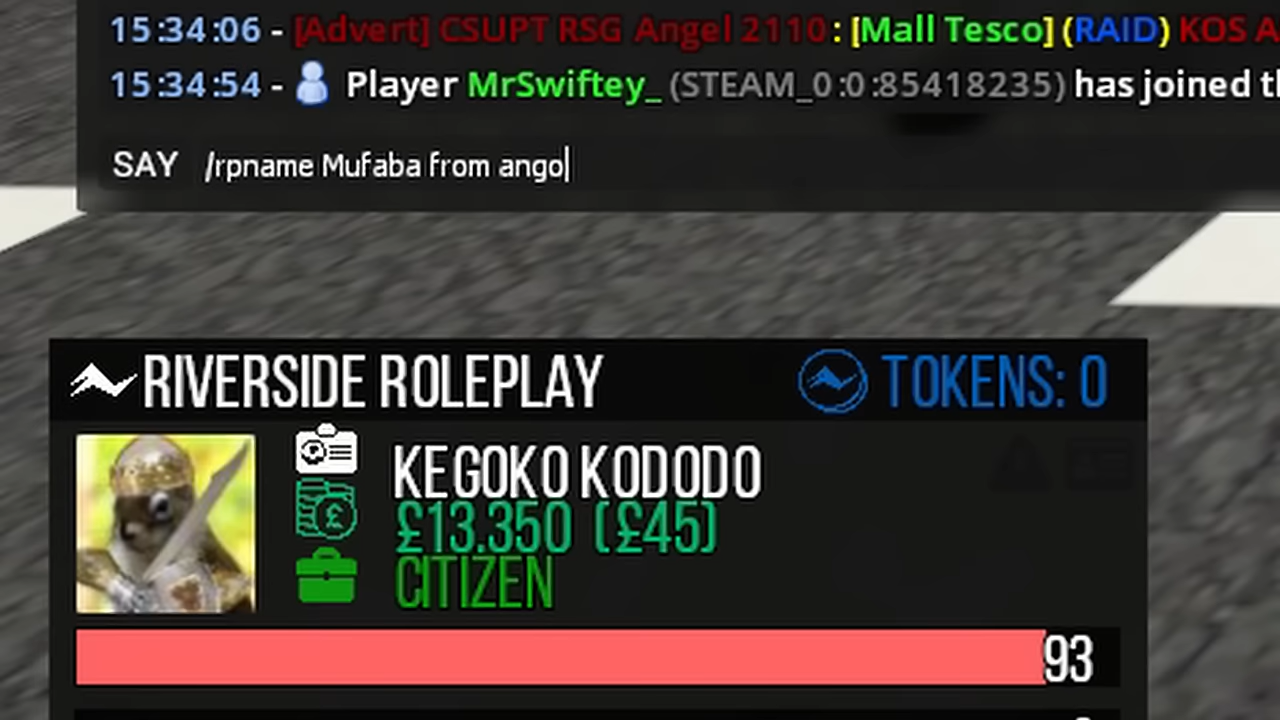 15:34:06 - [Advert] CSUPT RSG Angel 2110: [Mall Tesco] (RAID) KOS A
15:34:54 - Player MrSwiftey_ (STEAM_0:0:85418235) has joined th
SAY /rpname Mufaba from ango
RIVERSIDE ROLEPLAY TOKENS: 0
KEGOKO KODODO
£13.350 (£45)
CITIZEN
93